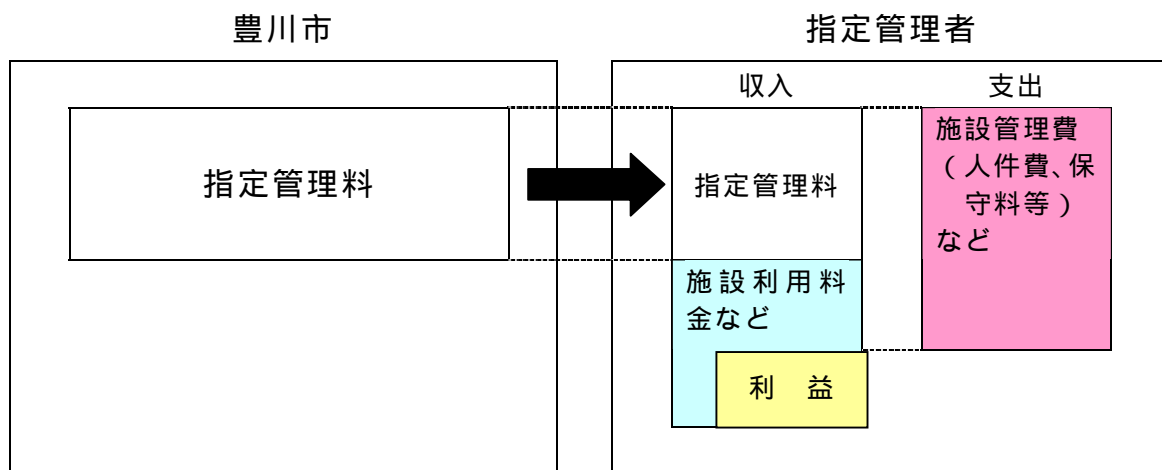 豊川市
指定管理者
収入
支出
指定管理料
指定管理料
施設管理費
（人件費、保
守料等）
など
施設利用料
金など
利　益